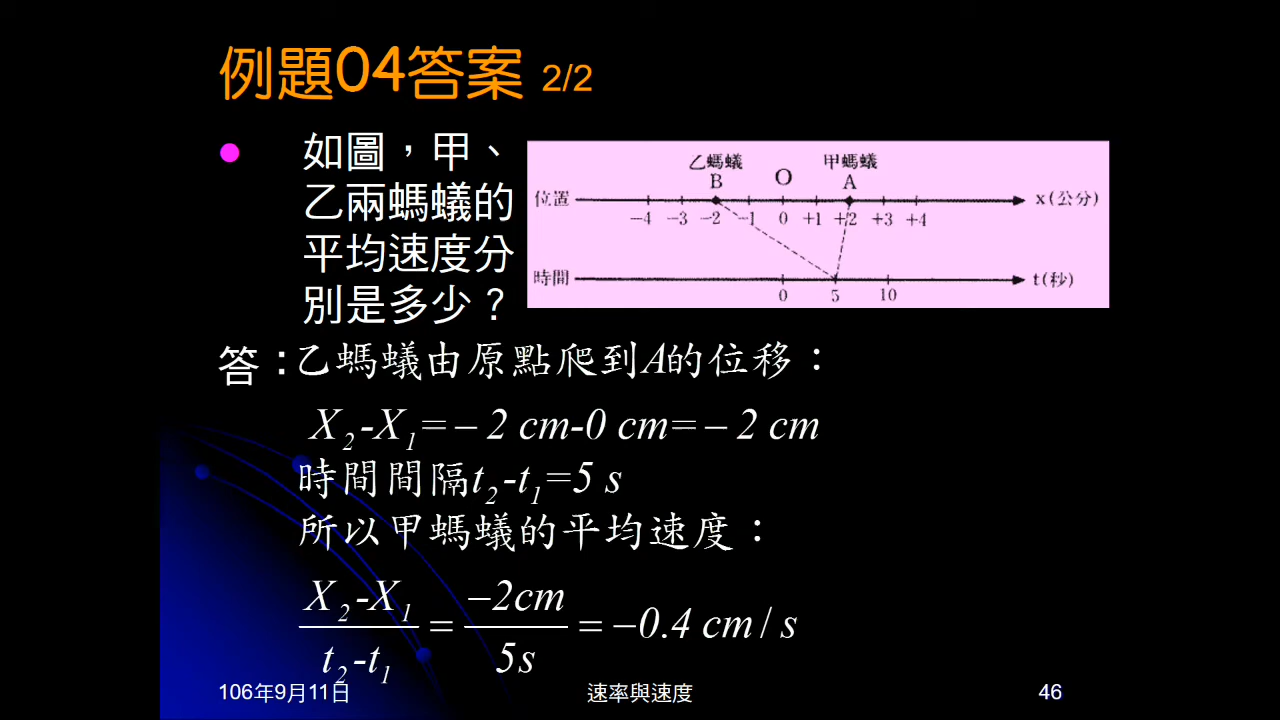 例題04答案 2/2
● 如圖，甲、
乙兩螞蟻的
平均速度分
別是多少？
乙螞蟻 甲螞蟻
B O A
位置 x(公分)
−4 −3 −2 −1 0 +1 +2 +3 +4
時間 t(秒)
0 5 10
答：乙螞蟻由原點爬到A的位移：
X₂-X₁=－2 cm-0 cm=－2 cm
時間間隔t₂-t₁=5 s
所以甲螞蟻的平均速度：
X₂-X₁ / t₂-t₁ = −2cm / 5s = −0.4 cm / s
106年9月11日 速率與速度 46